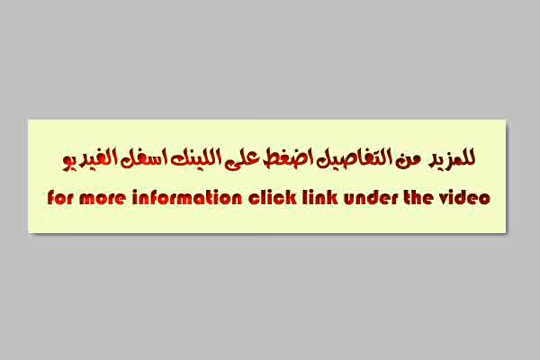 للمزيد من التفاصيل اضغط على اللينك اسفل الفيديو
for more information click link under the video